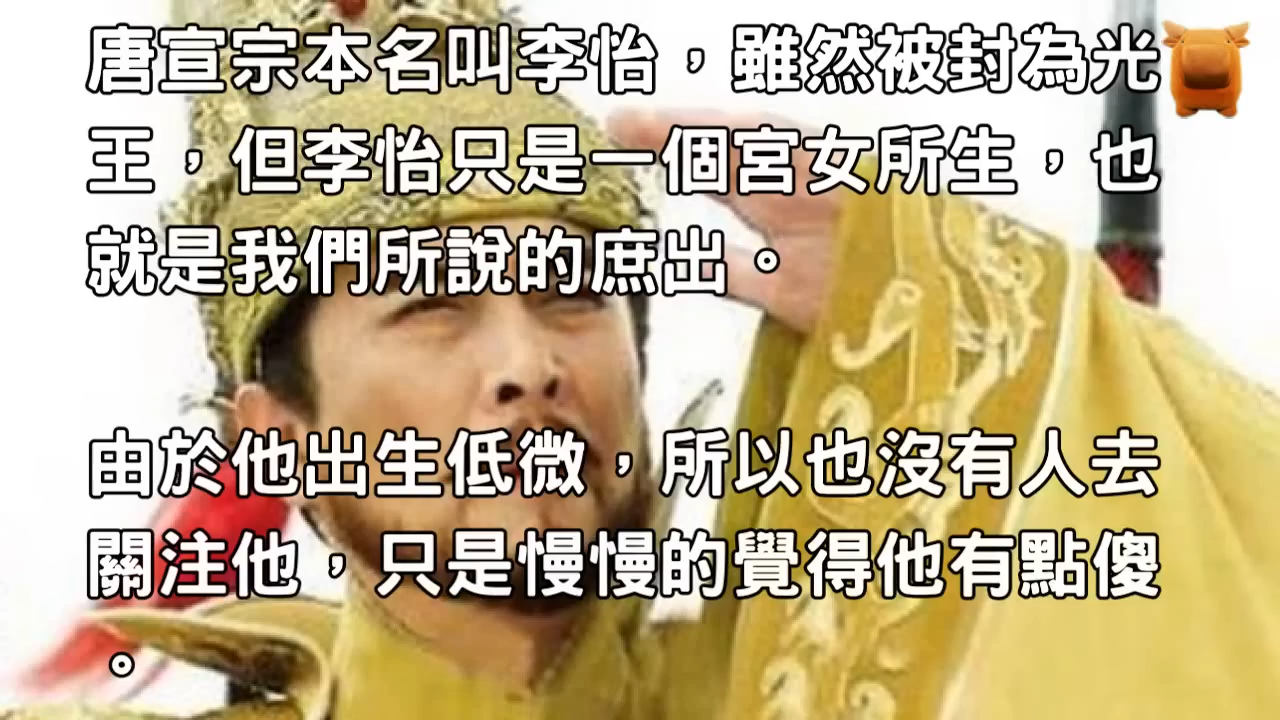 唐宣宗本名叫李怡，雖然被封為光
王，但李怡只是一個宮女所生，也
就是我們所說的庶出。
由於他出生低微，所以也沒有人去
關注他，只是慢慢的覺得他有點傻
。